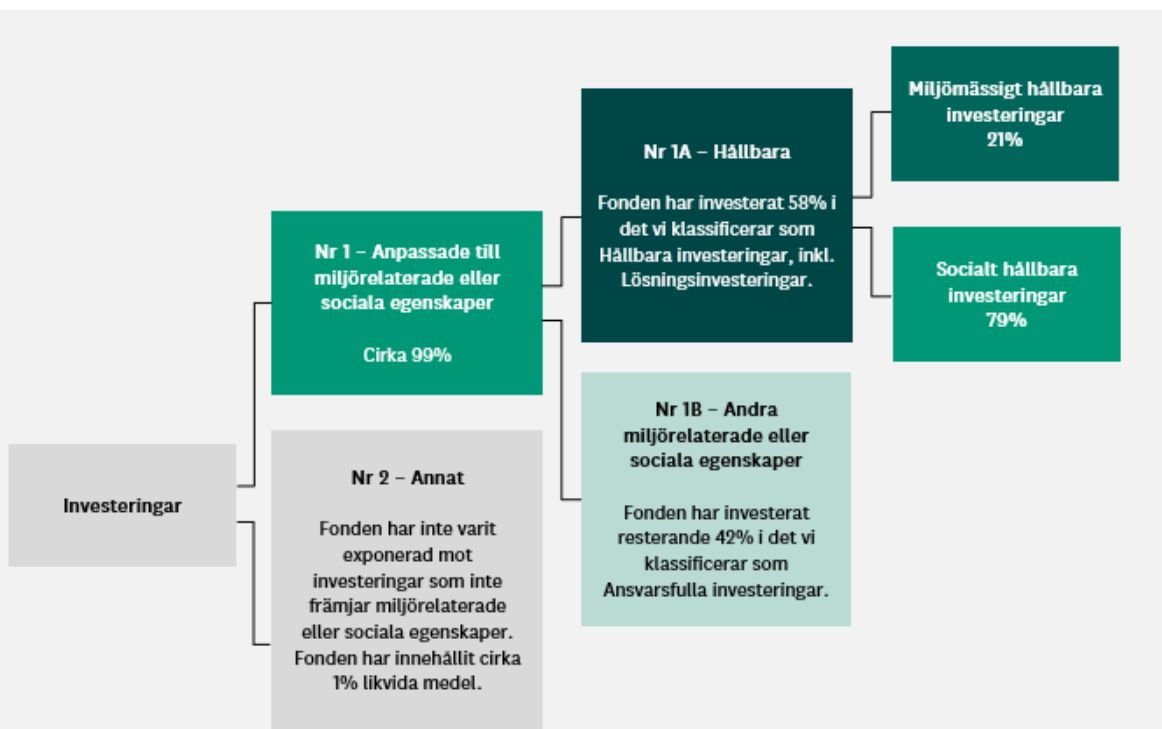 Investeringar
Nr 1 – Anpassade till
miljörelaterade eller
sociala egenskaper
Cirka 99%
Nr 2 – Annat
Fonden har inte varit
exponerad mot
investeringar som inte
främjar miljörelaterade
eller sociala egenskaper.
Fonden har innehållit cirka
1% likvida medel.
Nr 1A – Hållbara
Fonden har investerat 58% i
det vi klassificerar som
Hållbara investeringar, inkl.
Lösningsinvesteringar.
Nr 1B – Andra
miljörelaterade eller
sociala egenskaper
Fonden har investerat
resterande 42% i det vi
klassificerar som
Ansvarsfulla investeringar.
Miljömässigt hållbara
investeringar
21%
Socialt hållbara
investeringar
79%